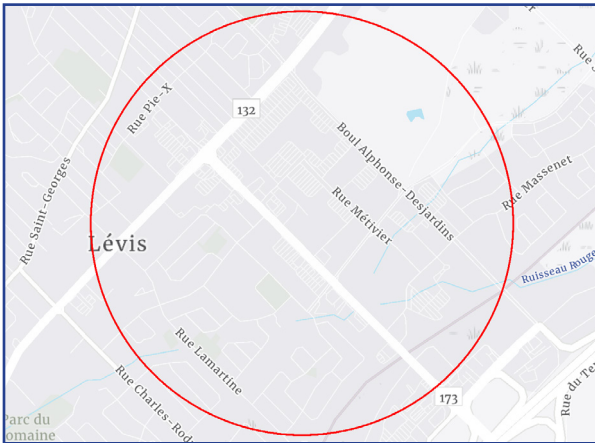 Rue Pie-X
132
Boul Alphonse-Desjardins
Rue Massenet
Rue Saint-Georges
Rue Métivier
Lévis
Ruisseau Rouge
Rue Lamartine
Rue Charles-Rod
173
Rue du Te
Parc du
omaine